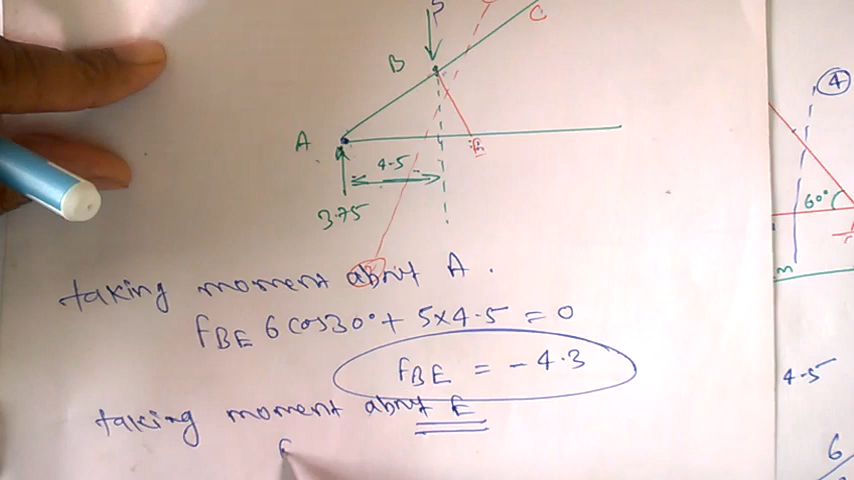 5
C
B
A
E
4.5
3.75
taking moment about A.
fBE 6 cos30° + 5×4.5 = 0
fBE = -4.3
taking moment about E
4
60°
m
4.5
6